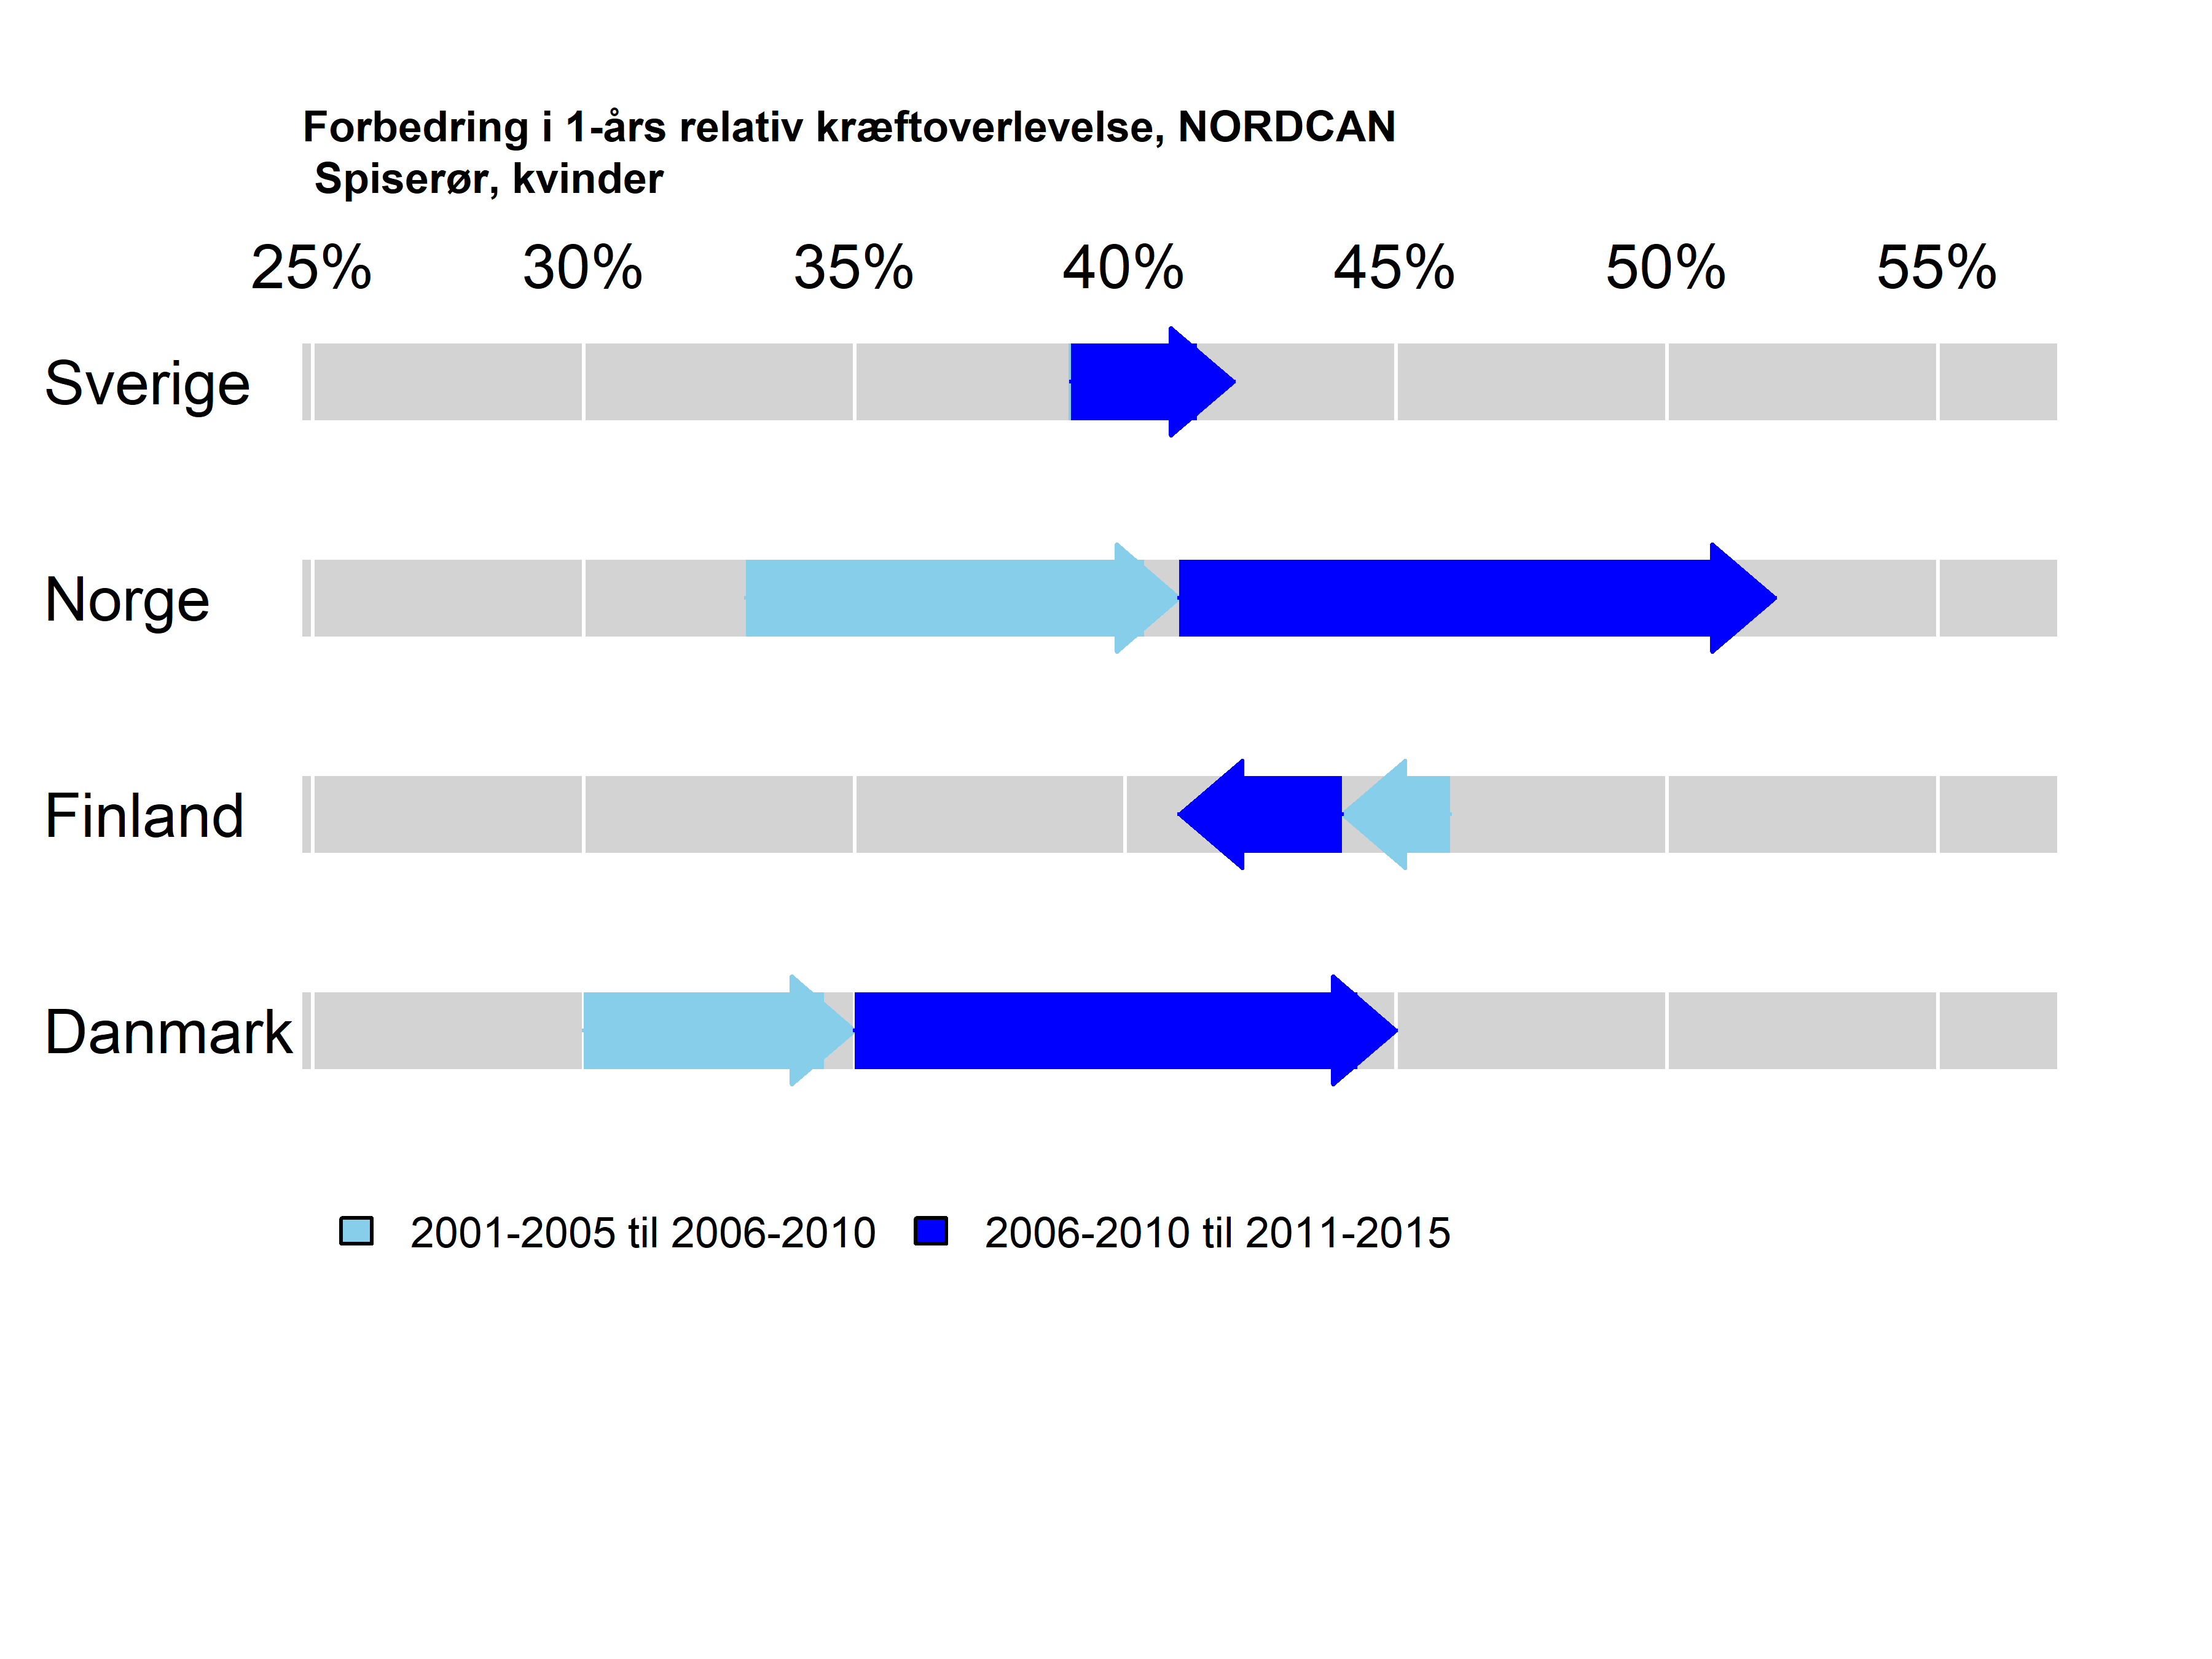 Forbedring i 1-års relativ kræftoverlevelse, NORDCAN
Spiserør, kvinder
25% 30% 35% 40% 45% 50% 55%
Sverige
Norge
Finland
Danmark
2001-2005 til 2006-2010 2006-2010 til 2011-2015